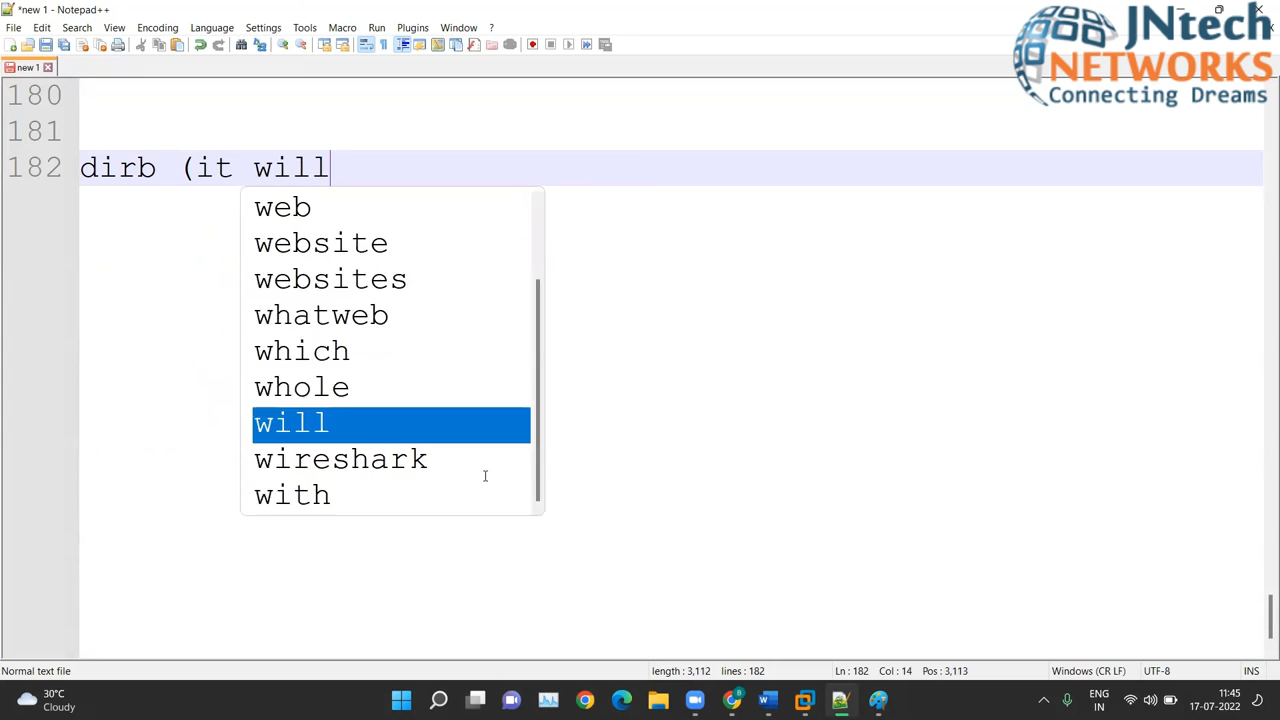 *new 1 - Notepad++
File Edit Search View Encoding Language Settings Tools Macro Run Plugins Window ?
new 1
JNtech
NETWORKS
Connecting Dreams
180
181
182 dirb (it will
web
website
websites
whatweb
which
whole
will
wireshark
with
Normal text file length : 3,112 lines : 182 Ln : 182 Col : 14 Pos : 3,113 Windows (CR LF) UTF-8 INS
30°C
Cloudy
ENG
IN
11:45
17-07-2022